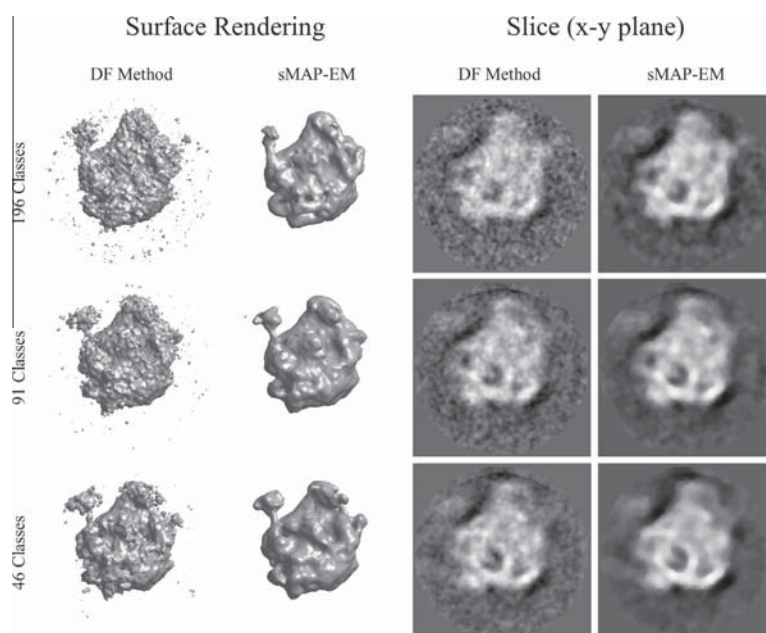 Surface Rendering
Slice (x-y plane)
DF Method
sMAP-EM
DF Method
sMAP-EM
196 Classes
91 Classes
46 Classes